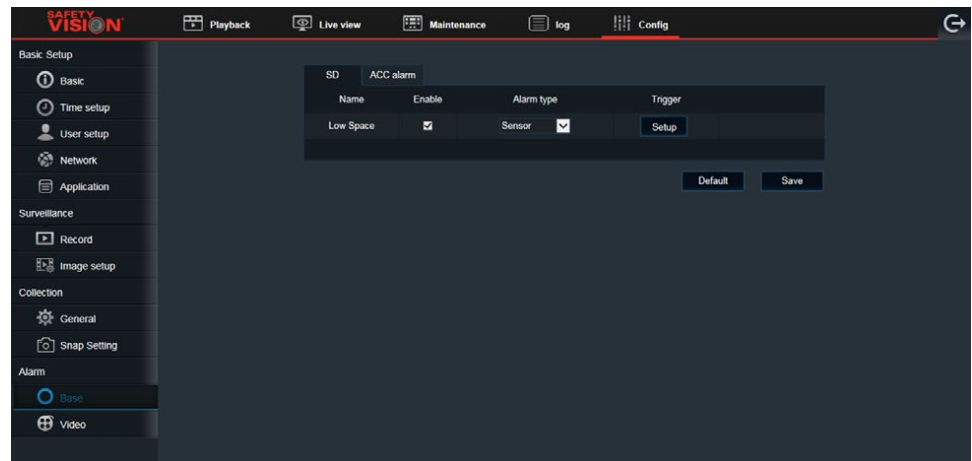 SAFETY
VISION
Playback
Live view
Maintenance
log
Config
Basic Setup
Basic
Time setup
User setup
Network
Application
Surveillance
Record
Image setup
Collection
General
Snap Setting
Alarm
Base
Video
SD ACC alarm
Name Enable Alarm type Trigger
Low Space Sensor Setup
Default Save